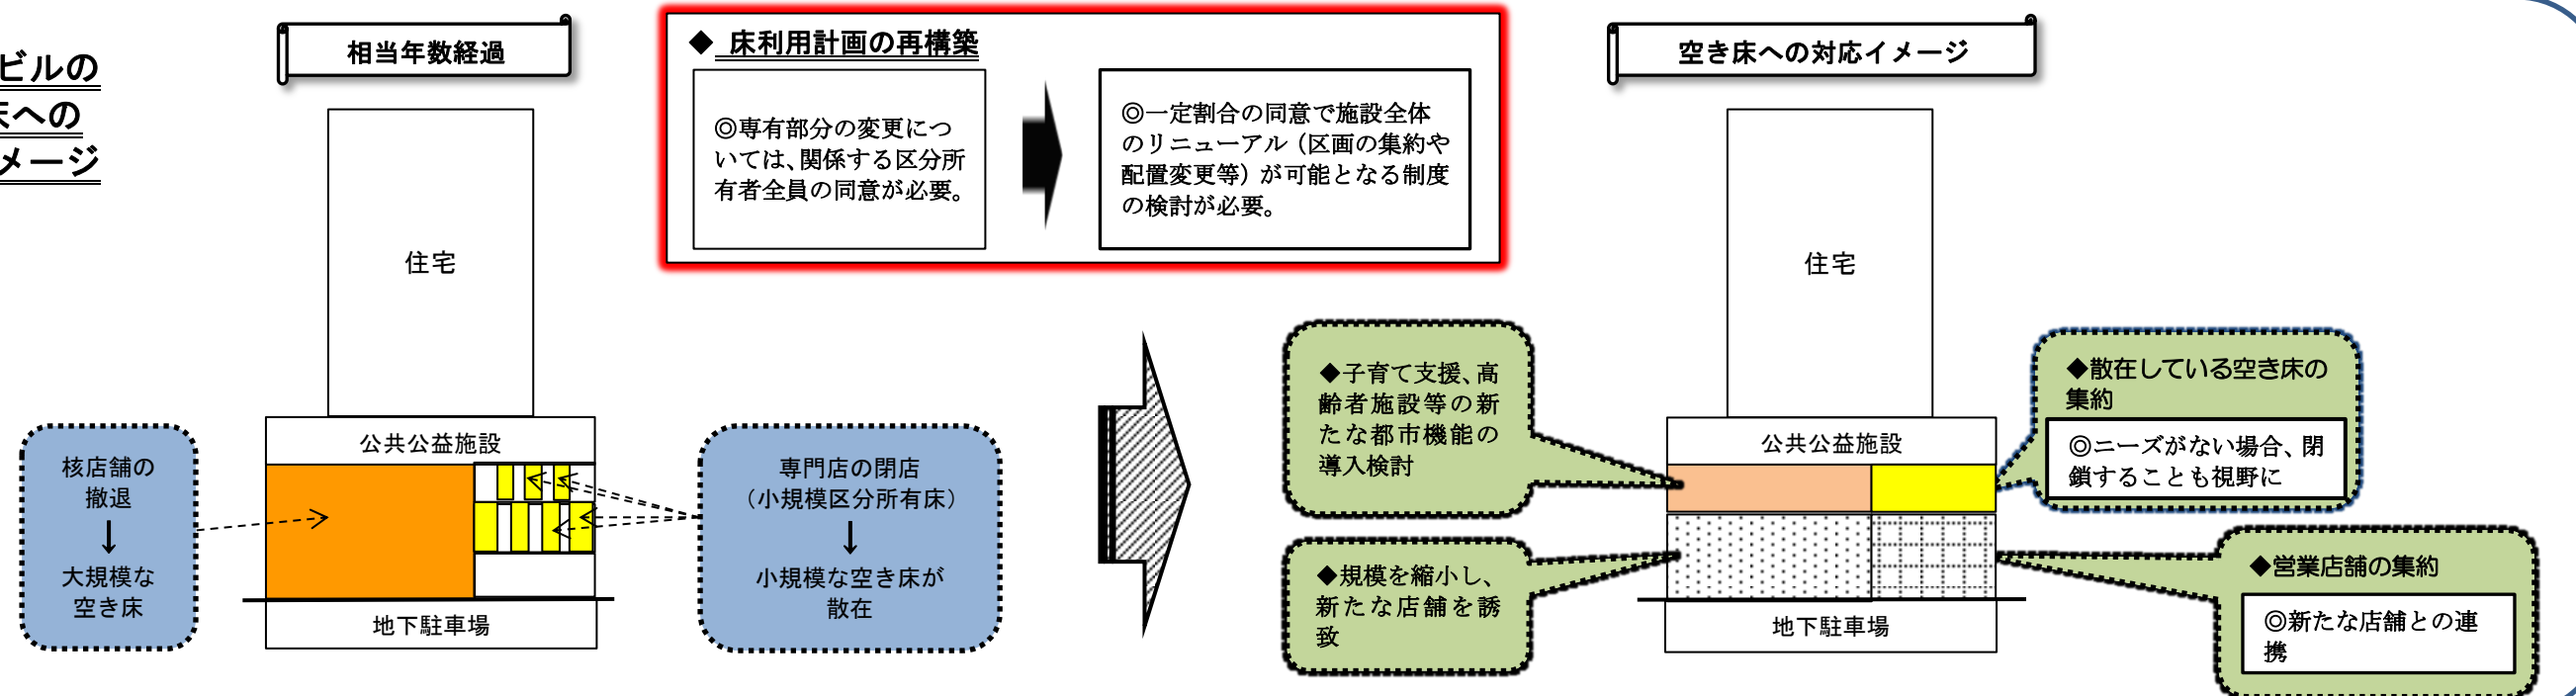 ビルの
床への
メージ
相当年数経過
◆ 床利用計画の再構築
◎専有部分の変更につ
いては、関係する区分所
有者全員の同意が必要。
◎一定割合の同意で施設全体
のリニューアル（区画の集約や
配置変更等）が可能となる制度
の検討が必要。
空き床への対応イメージ
住宅
公共公益施設
地下駐車場
核店舗の
撤退
↓
大規模な
空き床
専門店の閉店
（小規模区分所有床）
↓
小規模な空き床が
散在
◆子育て支援、高
齢者施設等の新
たな都市機能の
導入検討
◆規模を縮小し、
新たな店舗を誘
致
住宅
公共公益施設
地下駐車場
◆散在している空き床の
集約
◎ニーズがない場合、閉
鎖することも視野に
◆営業店舗の集約
◎新たな店舗との連
携